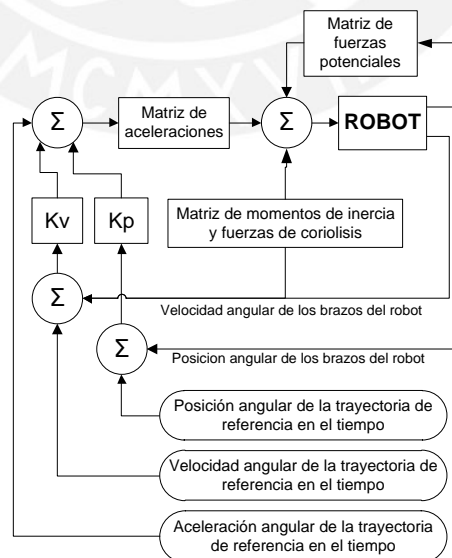 Matriz de
fuerzas
potenciales
MCMXVII
Σ
Matriz de
aceleraciones
Σ
ROBOT
Kv
Kp
Matriz de momentos de inercia
y fuerzas de coriolisis
Σ
Velocidad angular de los brazos del robot
Σ
Posicion angular de los brazos del robot
Posición angular de la trayectoria de
referencia en el tiempo
Velocidad angular de la trayectoria de
referencia en el tiempo
Aceleración angular de la trayectoria
de referencia en el tiempo